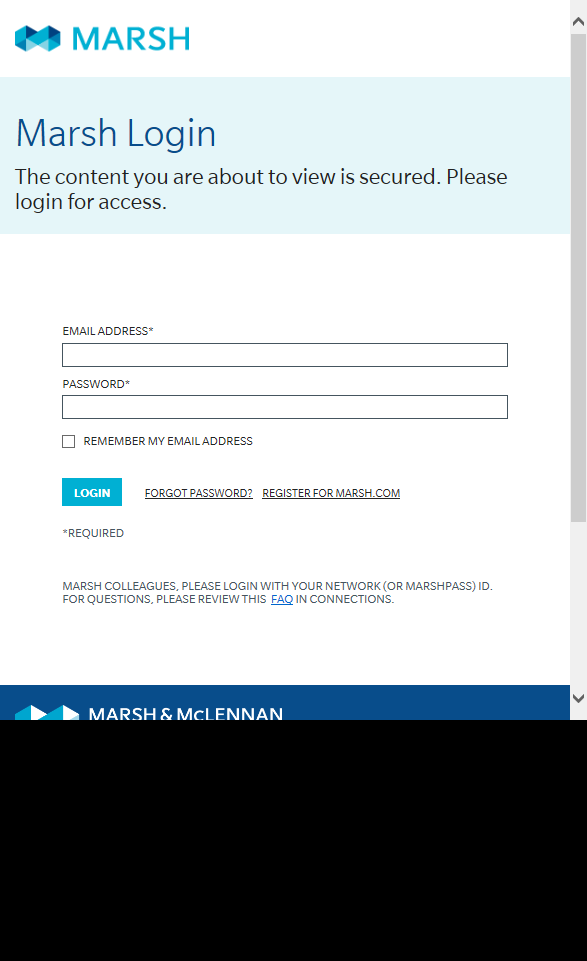 MARSH
Marsh Login
The content you are about to view is secured. Please
login for access.
EMAIL ADDRESS*
PASSWORD*
REMEMBER MY EMAIL ADDRESS
LOGIN FORGOT PASSWORD? REGISTER FOR MARSH.COM
*REQUIRED
MARSH COLLEAGUES, PLEASE LOGIN WITH YOUR NETWORK (OR MARSHPASS) ID.
FOR QUESTIONS, PLEASE REVIEW THIS FAQ IN CONNECTIONS.
MARSH & McLENNAN